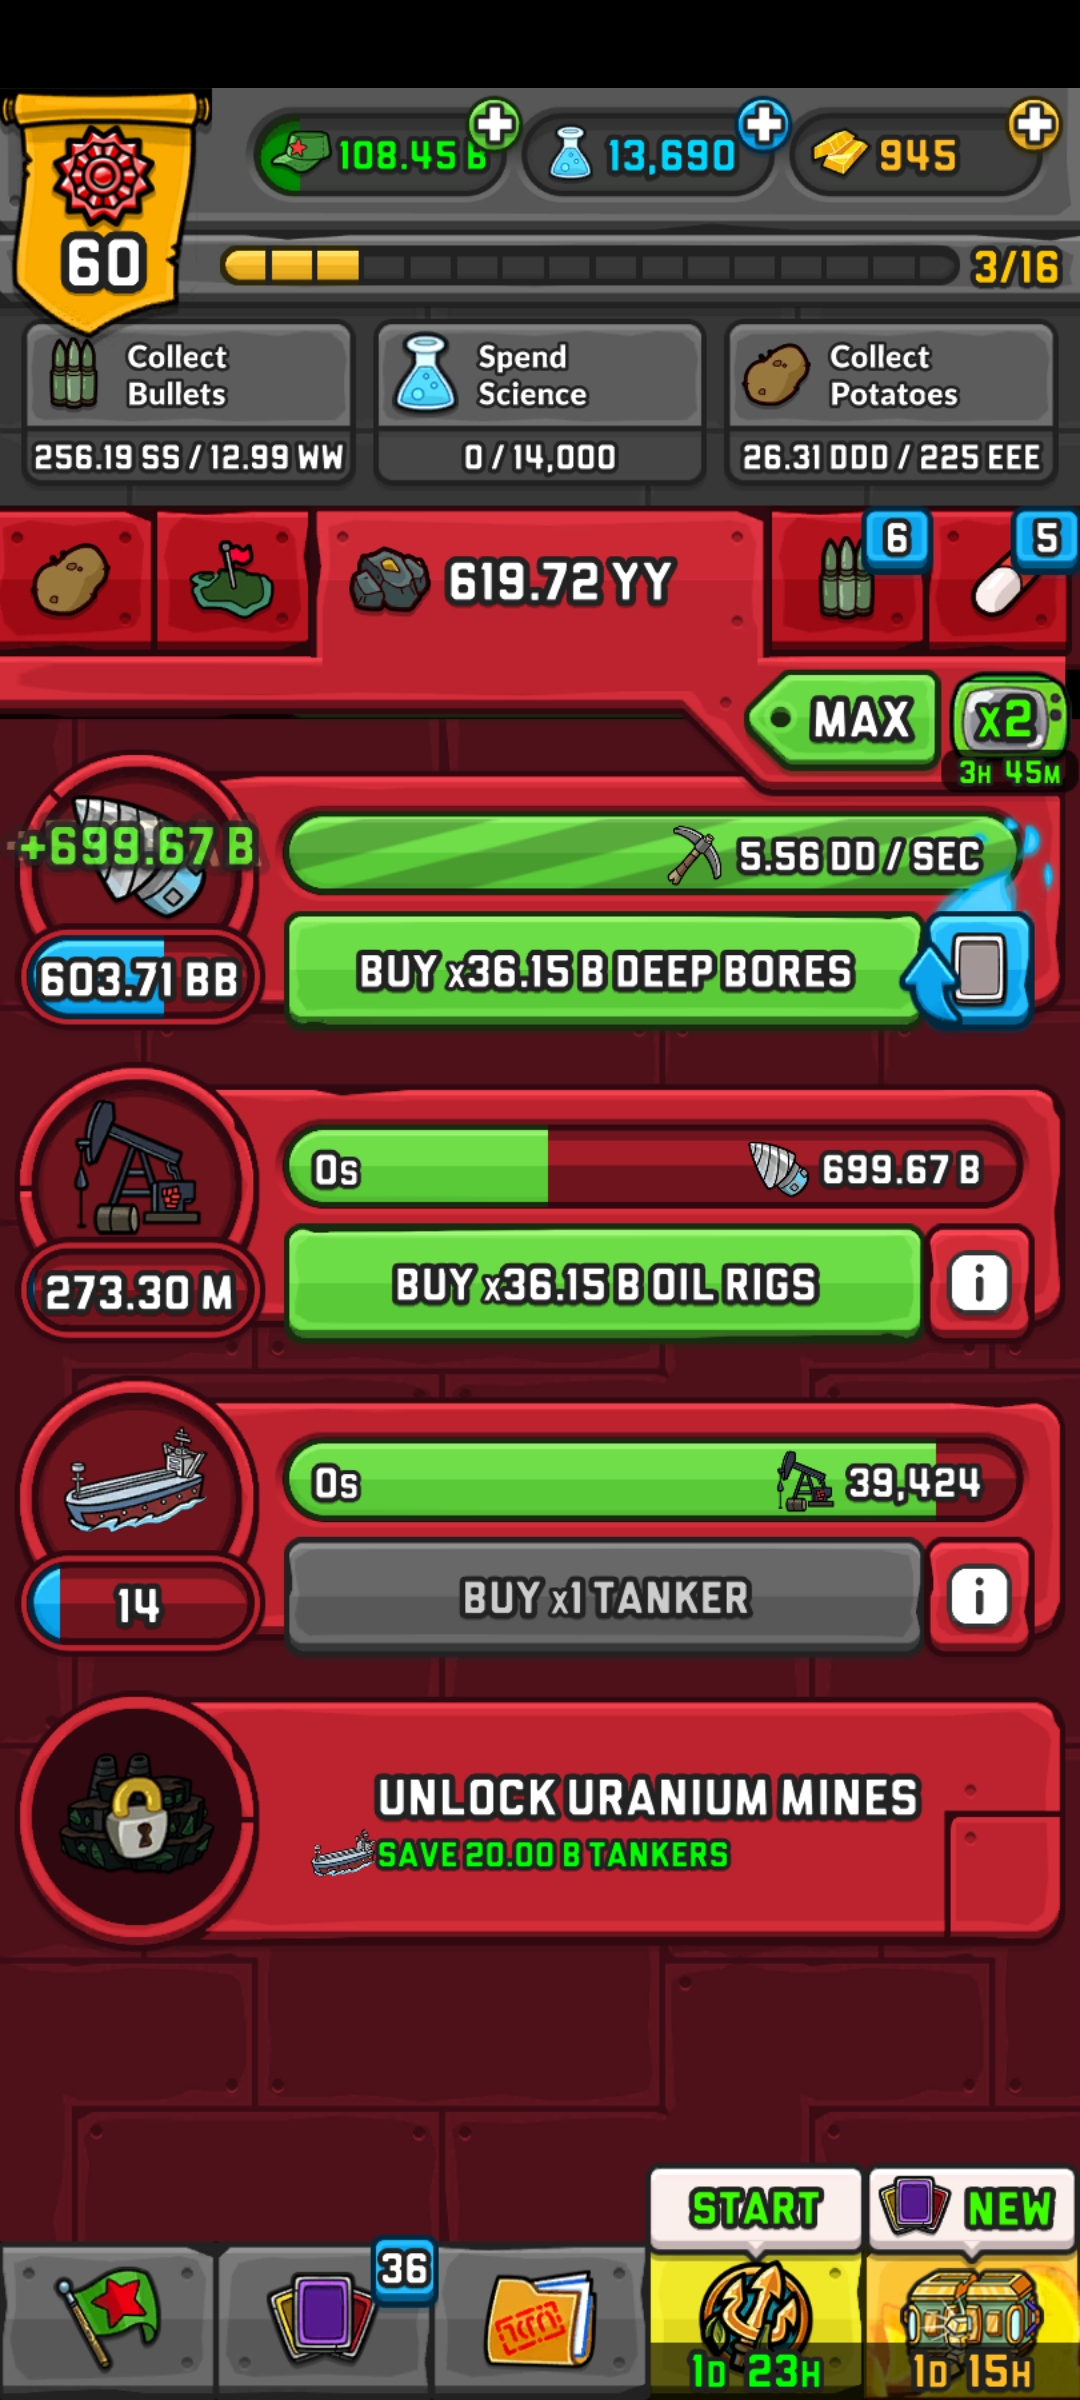 108.45 B
13,690
945
60
3/16
Collect
Bullets
256.19 SS / 12.99 WW
Spend
Science
0 / 14,000
Collect
Potatoes
26.31 DDD / 225 EEE
619.72 YY
6
5
MAX
x2
3H 45M
+699.67 B
5.56 DD / SEC
603.71 BB
BUY x36.15 B DEEP BORES
0s
699.67 B
273.30 M
BUY x36.15 B OIL RIGS
i
0s
39,424
14
BUY x1 TANKER
i
UNLOCK URANIUM MINES
SAVE 20.00 B TANKERS
START
NEW
36
1D 23H
1D 15H